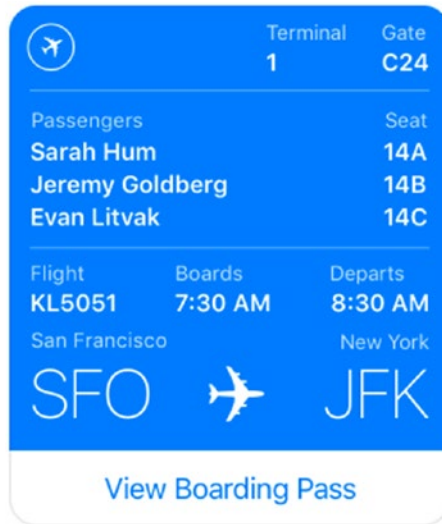 Terminal Gate
1 C24
Passengers Seat
Sarah Hum 14A
Jeremy Goldberg 14B
Evan Litvak 14C
Flight Boards Departs
KL5051 7:30 AM 8:30 AM
San Francisco New York
SFO JFK
View Boarding Pass